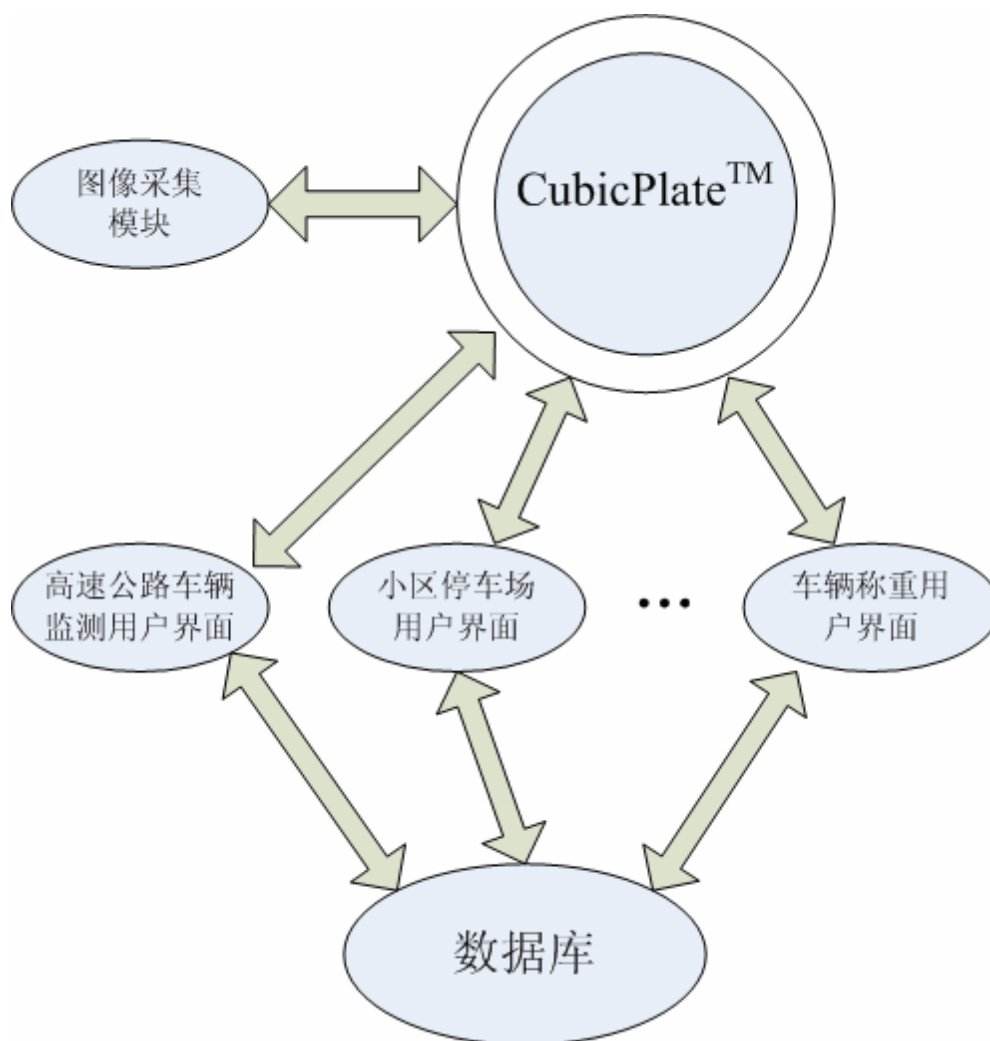 CubicPlate™
图像采集
模块
高速公路车辆
监测用户界面
小区停车场
用户界面
•••
车辆称重用
户界面
数据库